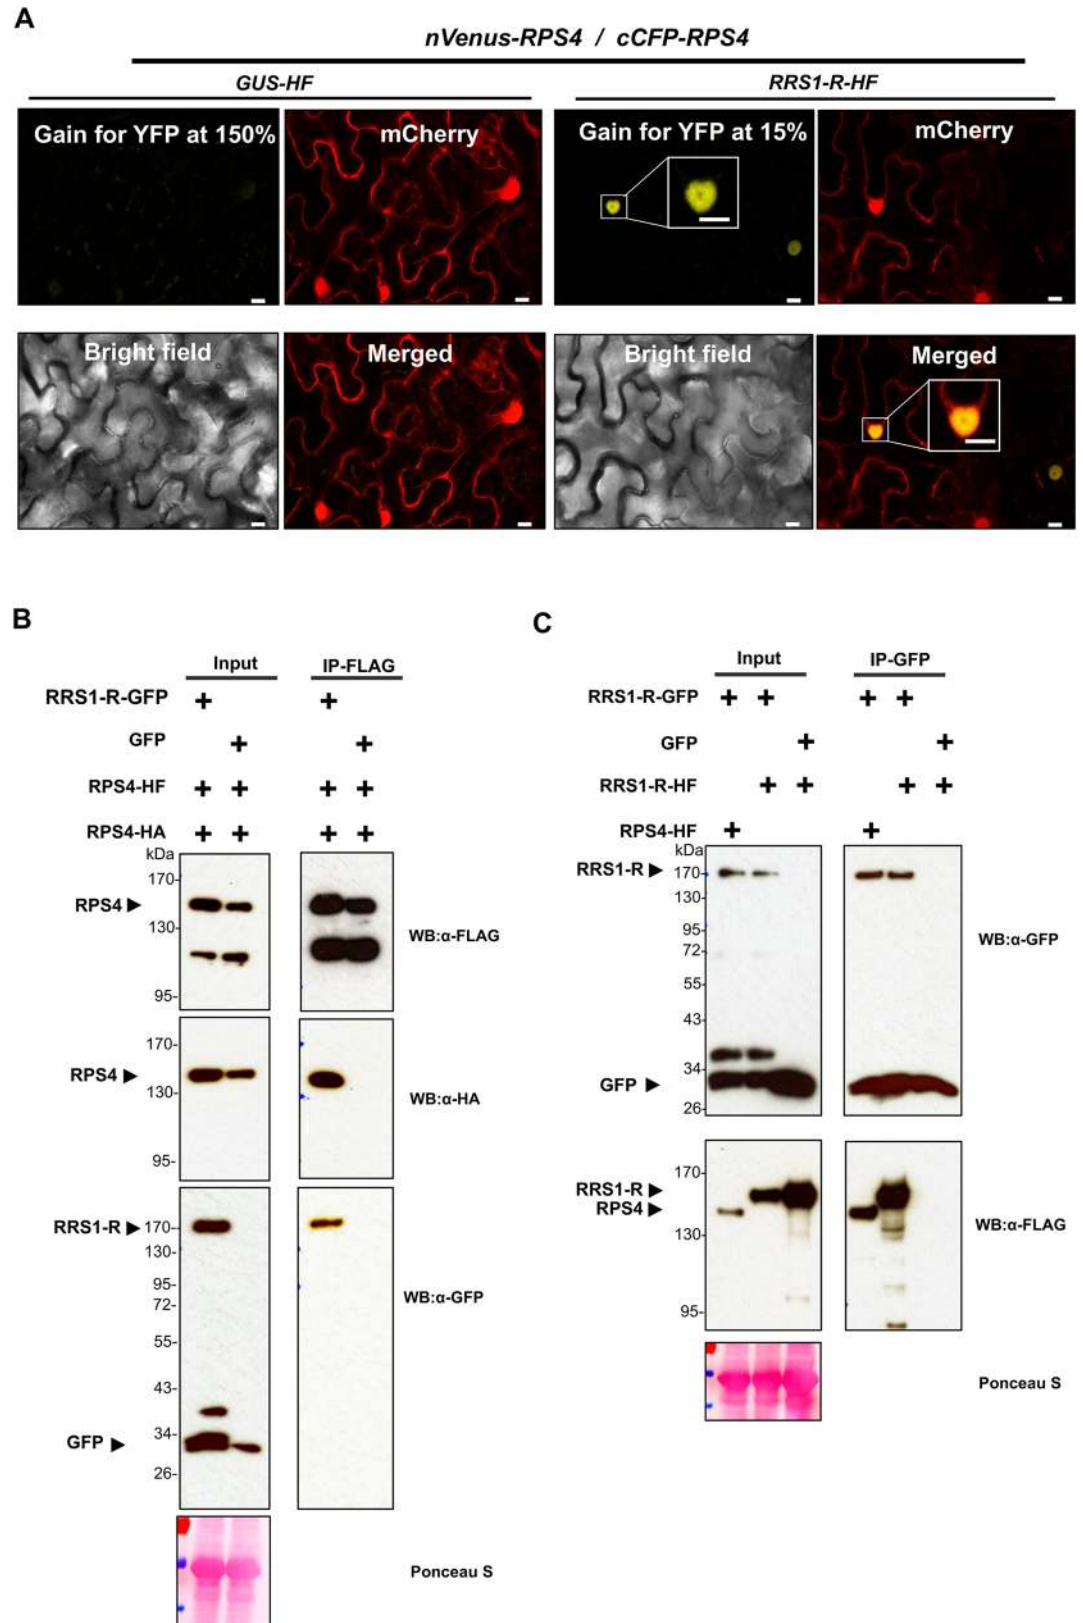 A
nVenus-RPS4 / cCFP-RPS4
GUS-HF
RRS1-R-HF
Gain for YFP at 150%
mCherry
Gain for YFP at 15%
mCherry
Bright field
Merged
Bright field
Merged
B
Input
IP-FLAG
RRS1-R-GFP + +
GFP + +
RPS4-HF + + + +
RPS4-HA + + + +
kDa
170-
RPS4
130-
WB:α-FLAG
95-
170-
RPS4
130-
WB:α-HA
95-
RRS1-R
170-
130-
95-
WB:α-GFP
72-
55-
43-
34-
GFP
26-
Ponceau S
C
Input
IP-GFP
RRS1-R-GFP + + + +
GFP + +
RRS1-R-HF + + + +
RPS4-HF + +
kDa
RRS1-R
170-
130-
95-
WB:α-GFP
72-
55-
43-
34-
GFP
26-
170-
RRS1-R
RPS4
WB:α-FLAG
130-
95-
Ponceau S